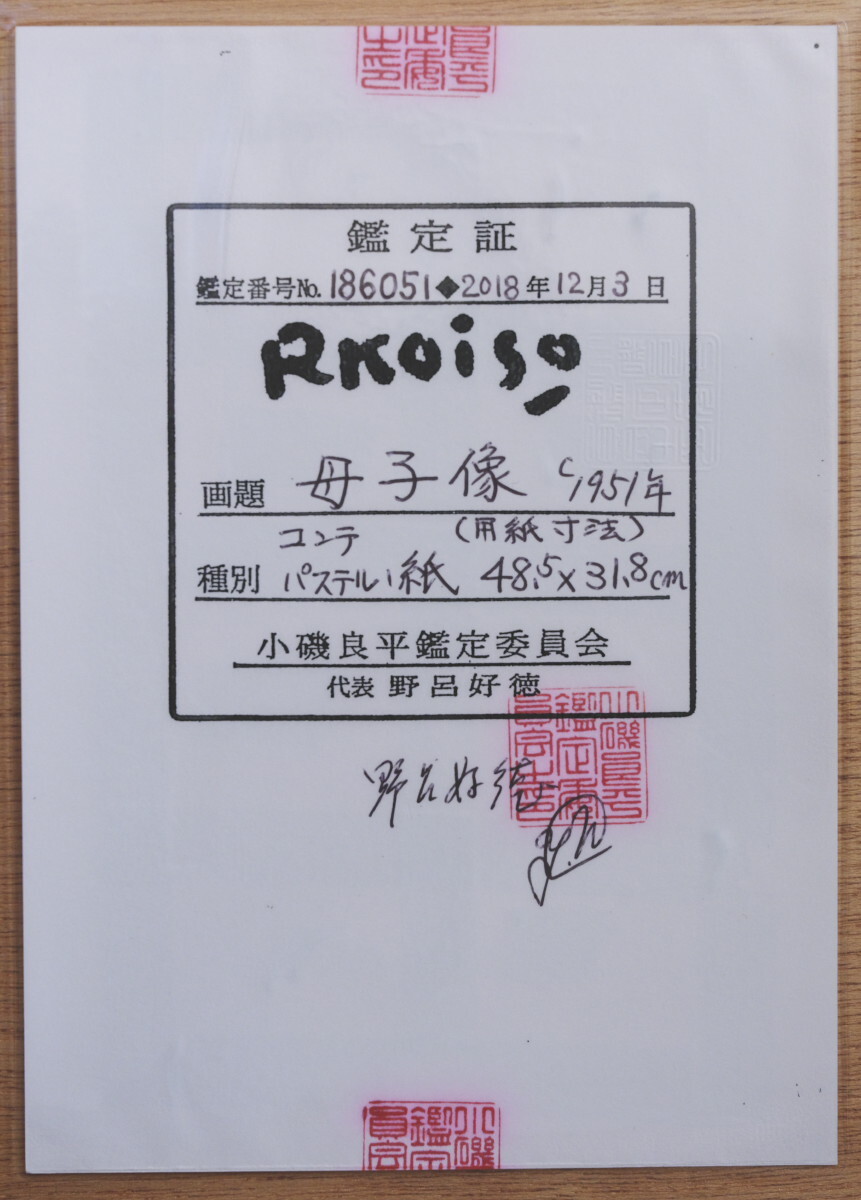 鑑定証
鑑定番号No.186051◆2018年12月3日
RKoiso
画題 母子像 c1951年
コンテ (用紙寸法)
種別 パステル,紙 48.5×31.8cm
小磯良平鑑定委員会
代表 野呂好徳
野呂好徳